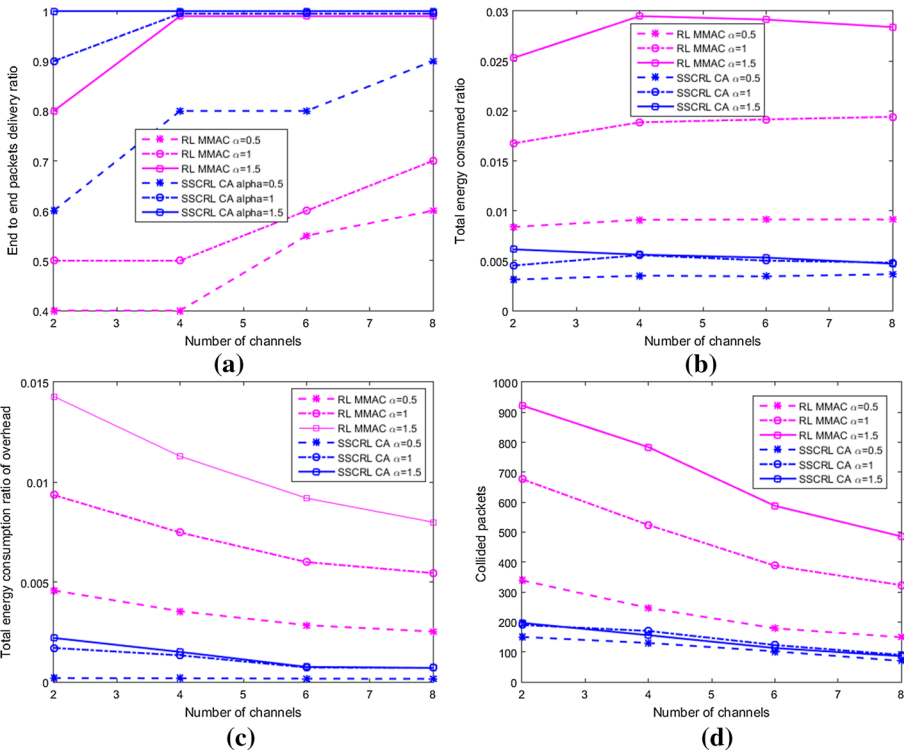 End to end packets delivery ratio
1
0.9
0.8
0.7
0.6
0.5
0.4
RL MMAC α=0.5
RL MMAC α=1
RL MMAC α=1.5
SSCRL CA alpha=0.5
SSCRL CA alpha=1
SSCRL CA alpha=1.5
2 3 4 5 6 7 8
Number of channels
(a)
Total energy consumed ratio
0.03
0.025
0.02
0.015
0.01
0.005
0
RL MMAC α=0.5
RL MMAC α=1
RL MMAC α=1.5
SSCRL CA α=0.5
SSCRL CA α=1
SSCRL CA α=1.5
2 3 4 5 6 7 8
Number of channels
(b)
Total energy consumption ratio of overhead
0.015
0.01
0.005
0
RL MMAC α=0.5
RL MMAC α=1
RL MMAC α=1.5
SSCRL CA α=0.5
SSCRL CA α=1
SSCRL CA α=1.5
2 3 4 5 6 7 8
Number of channels
(c)
Collided packets
1000
900
800
700
600
500
400
300
200
100
0
RL MMAC α=0.5
RL MMAC α=1
RL MMAC α=1.5
SSCRL CA α=0.5
SSCRL CA α=1
SSCRL CA α=1.5
2 3 4 5 6 7 8
Number of channels
(d)